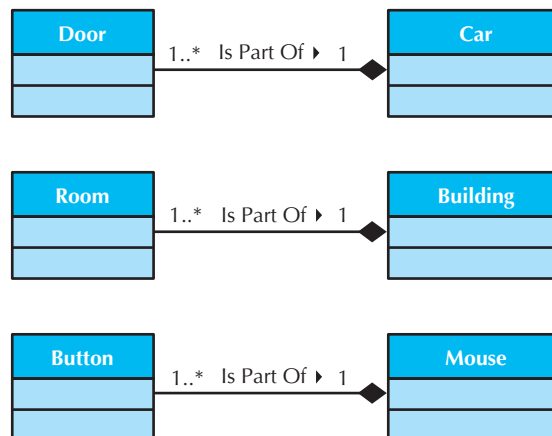 Door Car
1..* Is Part Of ▸ 1
Room Building
1..* Is Part Of ▸ 1
Button Mouse
1..* Is Part Of ▸ 1